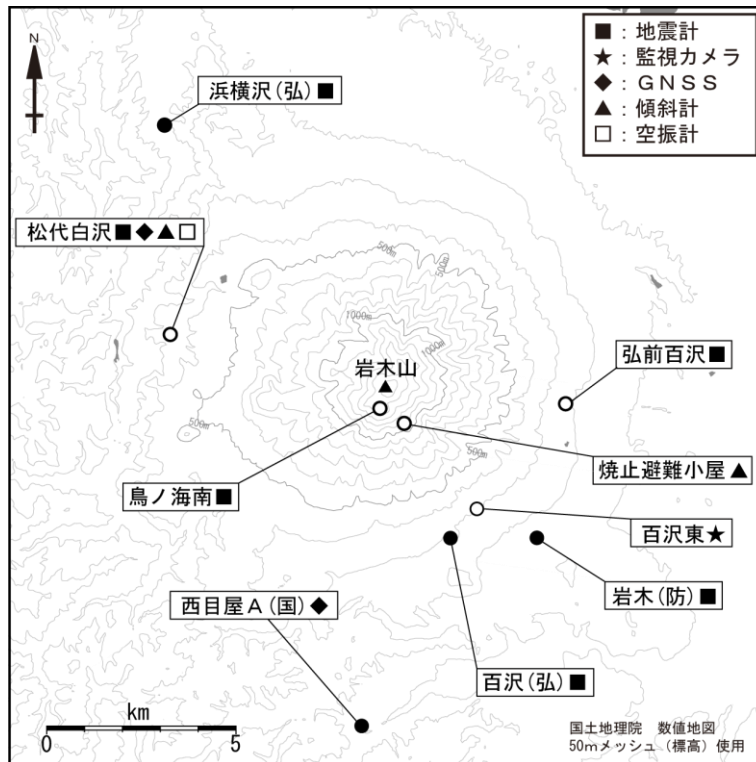 N
■：地震計
★：監視カメラ
◆：ＧＮＳＳ
▲：傾斜計
□：空振計
浜横沢(弘)■
松代白沢■◆▲□
500m
500m
1000m
1000m
岩木山
弘前百沢■
500m
500m
焼止避難小屋▲
鳥ノ海南■
百沢東★
岩木(防)■
西目屋Ａ(国)◆
百沢(弘)■
km
0 5
国土地理院　数値地図
50mメッシュ（標高）使用